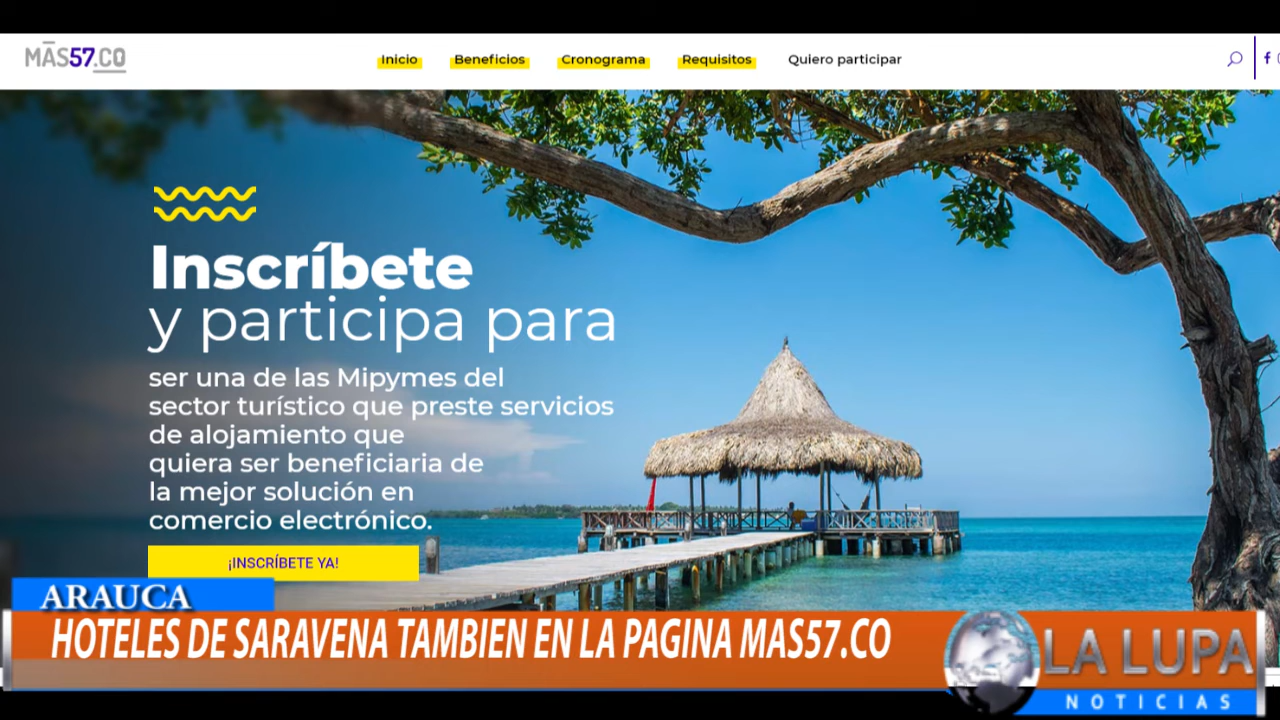 MÁS57.CO
Inicio Beneficios Cronograma Requisitos Quiero participar
Inscríbete
y participa para
ser una de las Mipymes del
sector turístico que preste servicios
de alojamiento que
quiera ser beneficiaria de
la mejor solución en
comercio electrónico.
¡INSCRÍBETE YA!
ARAUCA
HOTELES DE SARAVENA TAMBIEN EN LA PAGINA MAS57.CO
LA LUPA
NOTICIAS